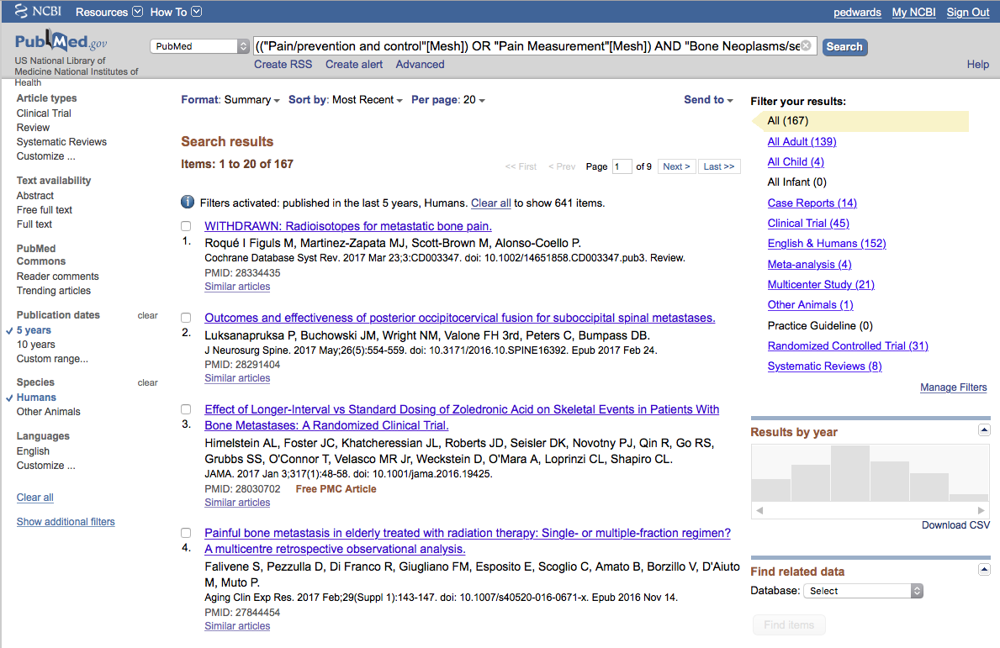 NCBI Resources How To pedwards My NCBI Sign Out
PubMed.gov
US National Library of
Medicine National Institutes of
Health
PubMed
(("Pain/prevention and control"[Mesh]) OR "Pain Measurement"[Mesh]) AND "Bone Neoplasms/se
Search
Create RSS Create alert Advanced
Help
Article types
Clinical Trial
Review
Systematic Reviews
Customize ...
Text availability
Abstract
Free full text
Full text
PubMed
Commons
Reader comments
Trending articles
Publication dates clear
5 years
10 years
Custom range...
Species clear
Humans
Other Animals
Languages
English
Customize ...
Clear all
Show additional filters
Format: Summary Sort by: Most Recent Per page: 20 Send to
Search results
Items: 1 to 20 of 167
<< First < Prev Page 1 of 9 Next > Last >>
Filters activated: published in the last 5 years, Humans. Clear all to show 641 items.
WITHDRAWN: Radioisotopes for metastatic bone pain.
1. Roqué I Figuls M, Martinez-Zapata MJ, Scott-Brown M, Alonso-Coello P.
Cochrane Database Syst Rev. 2017 Mar 23;3:CD003347. doi: 10.1002/14651858.CD003347.pub3. Review.
PMID: 28334435
Similar articles
Outcomes and effectiveness of posterior occipitocervical fusion for suboccipital spinal metastases.
2. Luksanapruksa P, Buchowski JM, Wright NM, Valone FH 3rd, Peters C, Bumpass DB.
J Neurosurg Spine. 2017 May;26(5):554-559. doi: 10.3171/2016.10.SPINE16392. Epub 2017 Feb 24.
PMID: 28291404
Similar articles
Effect of Longer-Interval vs Standard Dosing of Zoledronic Acid on Skeletal Events in Patients With
3. Bone Metastases: A Randomized Clinical Trial.
Himelstein AL, Foster JC, Khatcheressian JL, Roberts JD, Seisler DK, Novotny PJ, Qin R, Go RS,
Grubbs SS, O'Connor T, Velasco MR Jr, Weckstein D, O'Mara A, Loprinzi CL, Shapiro CL.
JAMA. 2017 Jan 3;317(1):48-58. doi: 10.1001/jama.2016.19425.
PMID: 28030702 Free PMC Article
Similar articles
Painful bone metastasis in elderly treated with radiation therapy: Single- or multiple-fraction regimen?
4. A multicentre retrospective observational analysis.
Falivene S, Pezzulla D, Di Franco R, Giugliano FM, Esposito E, Scoglio C, Amato B, Borzillo V, D'Aiuto
M, Muto P.
Aging Clin Exp Res. 2017 Feb;29(Suppl 1):143-147. doi: 10.1007/s40520-016-0671-x. Epub 2016 Nov 14.
PMID: 27844454
Similar articles
Filter your results:
All (167)
All Adult (139)
All Child (4)
All Infant (0)
Case Reports (14)
Clinical Trial (45)
English & Humans (152)
Meta-analysis (4)
Multicenter Study (21)
Other Animals (1)
Practice Guideline (0)
Randomized Controlled Trial (31)
Systematic Reviews (8)
Manage Filters
Results by year
Download CSV
Find related data
Database: Select
Find items